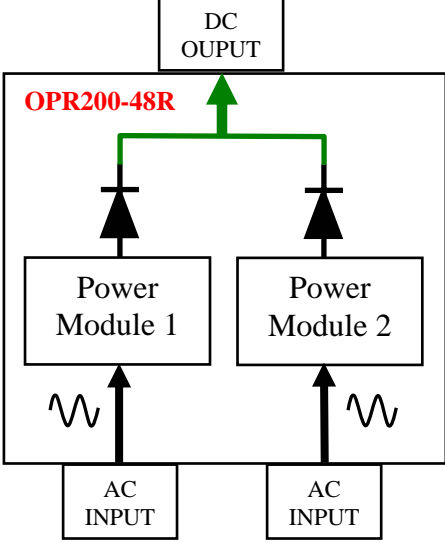 DC
OUPUT
OPR200-48R
Power
Module 1
Power
Module 2
AC
INPUT
AC
INPUT